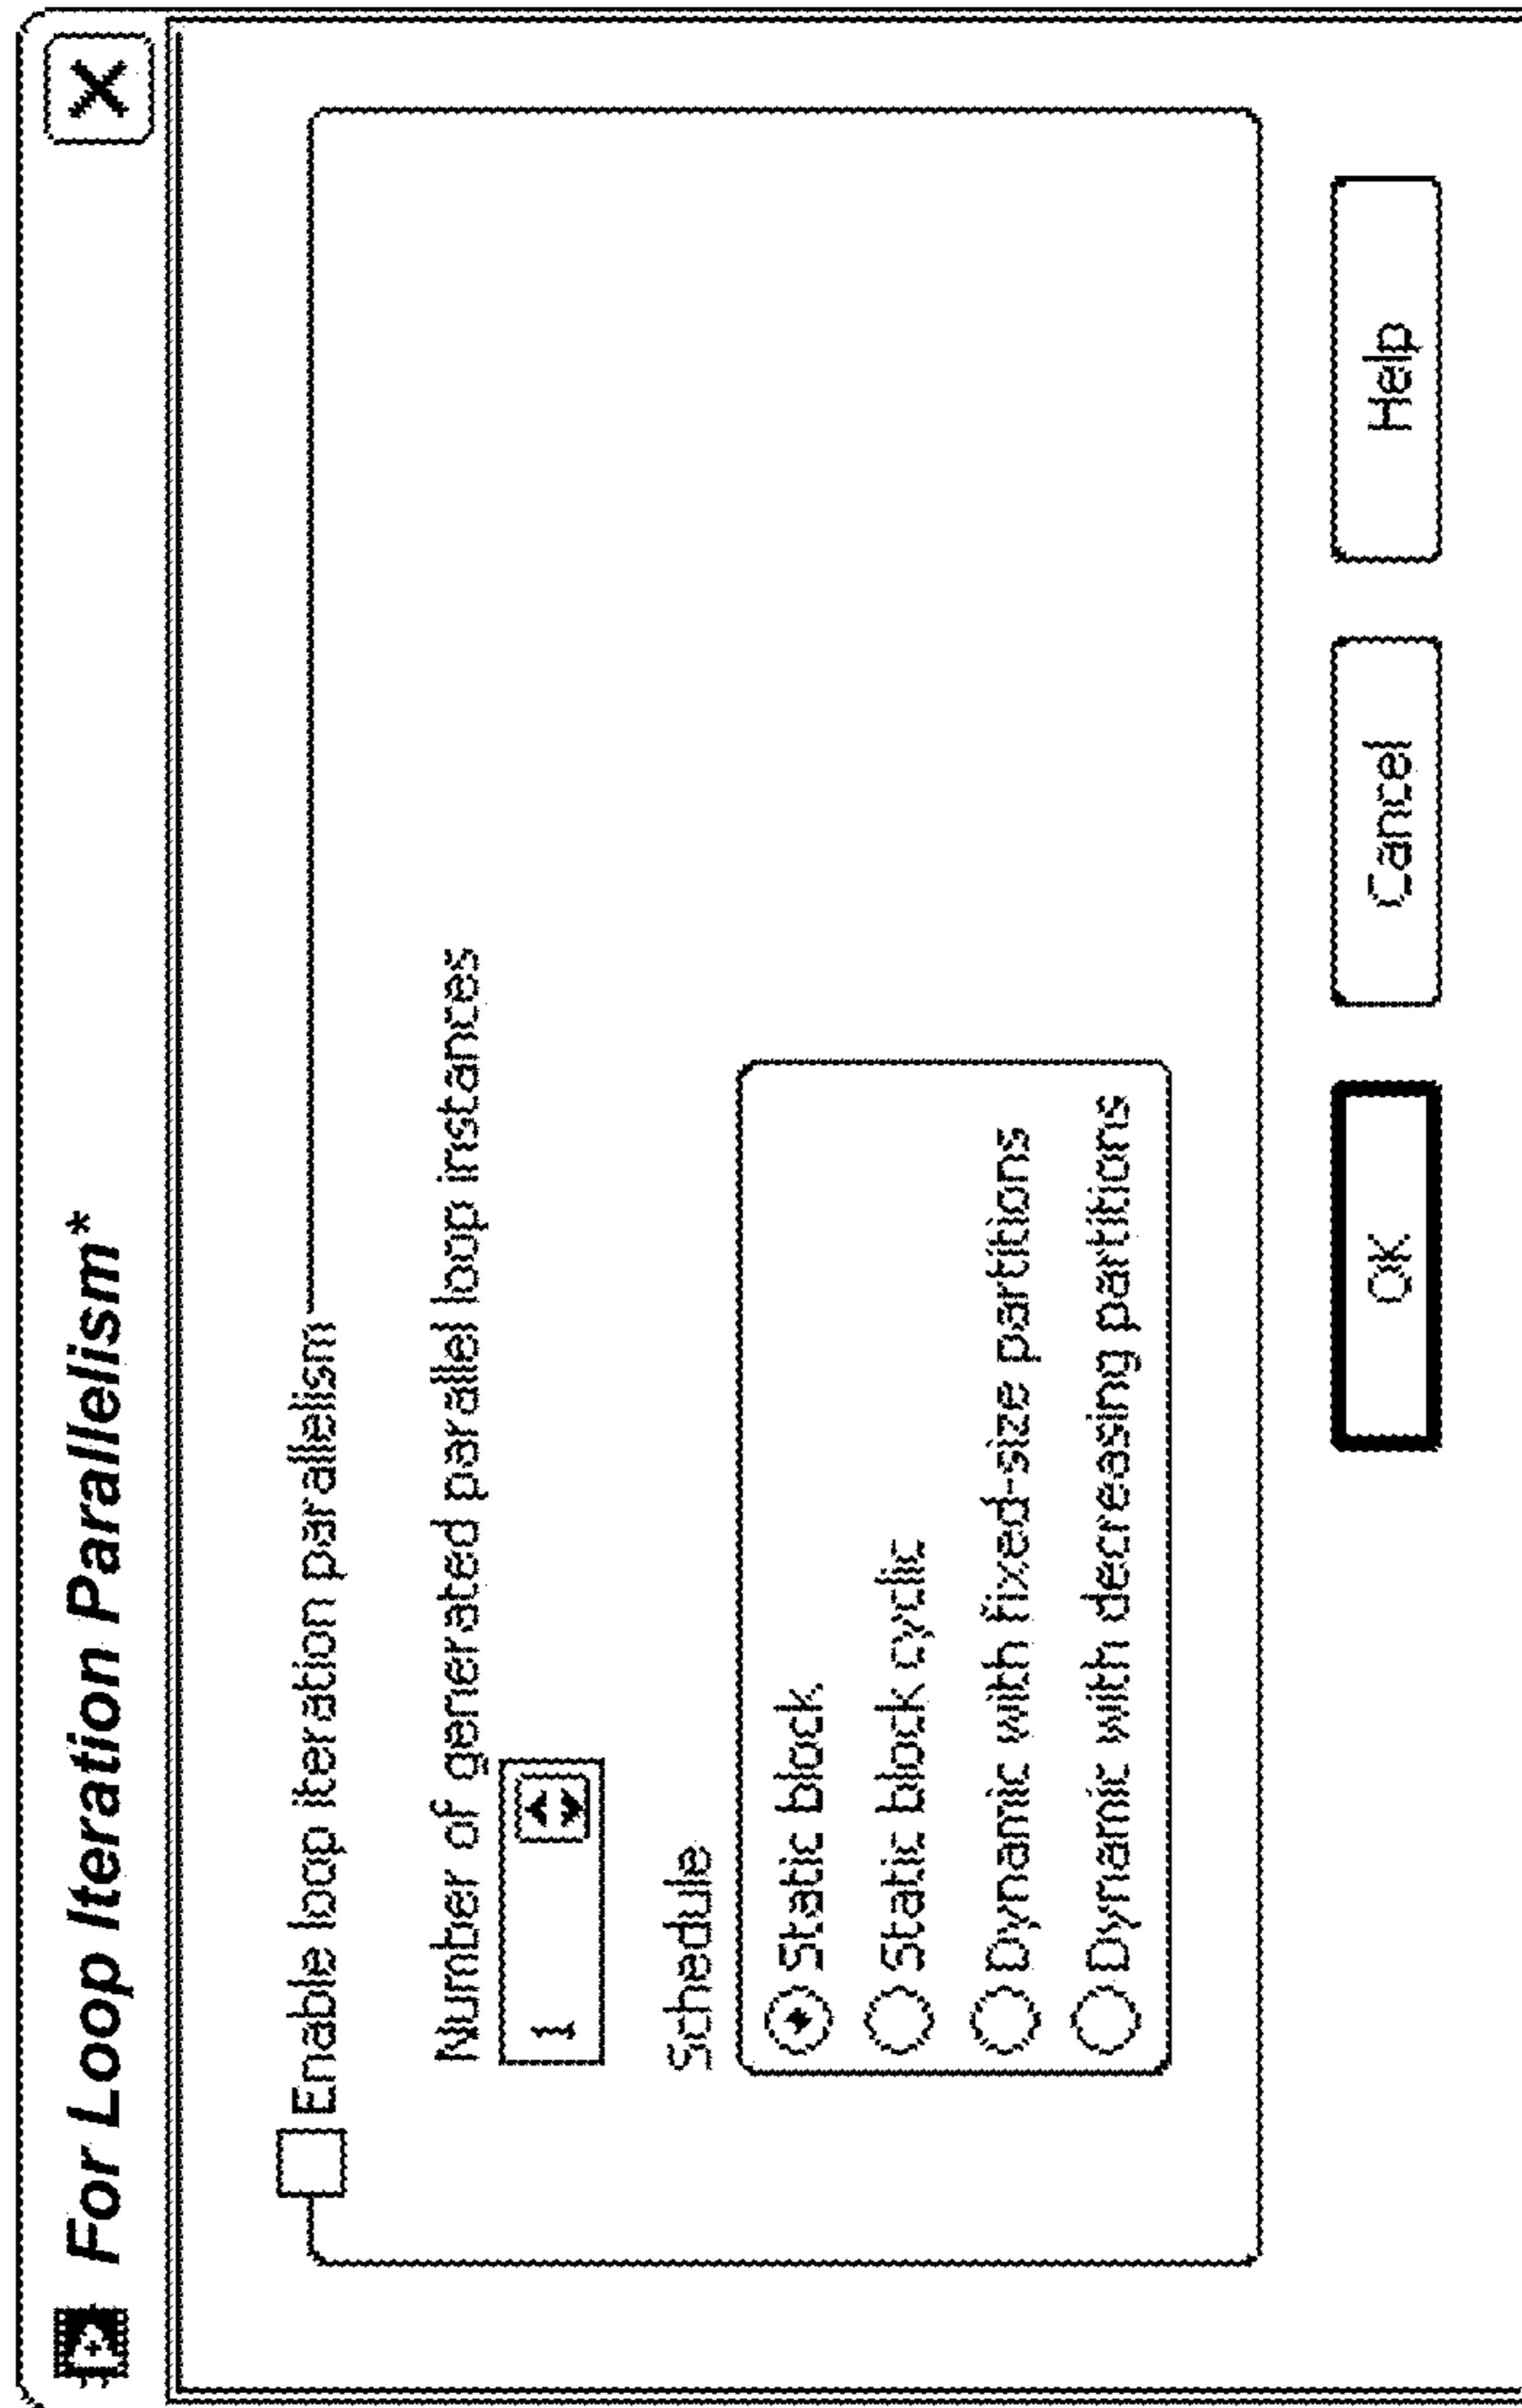 For Loop Iteration Parallelism*
Enable loop iteration parallelism
Number of generated parallel loop instances
1
Schedule
Static block
Static block cyclic
Dynamic with fixed-size partitions
Dynamic with decreasing partitions
OK Cancel Help